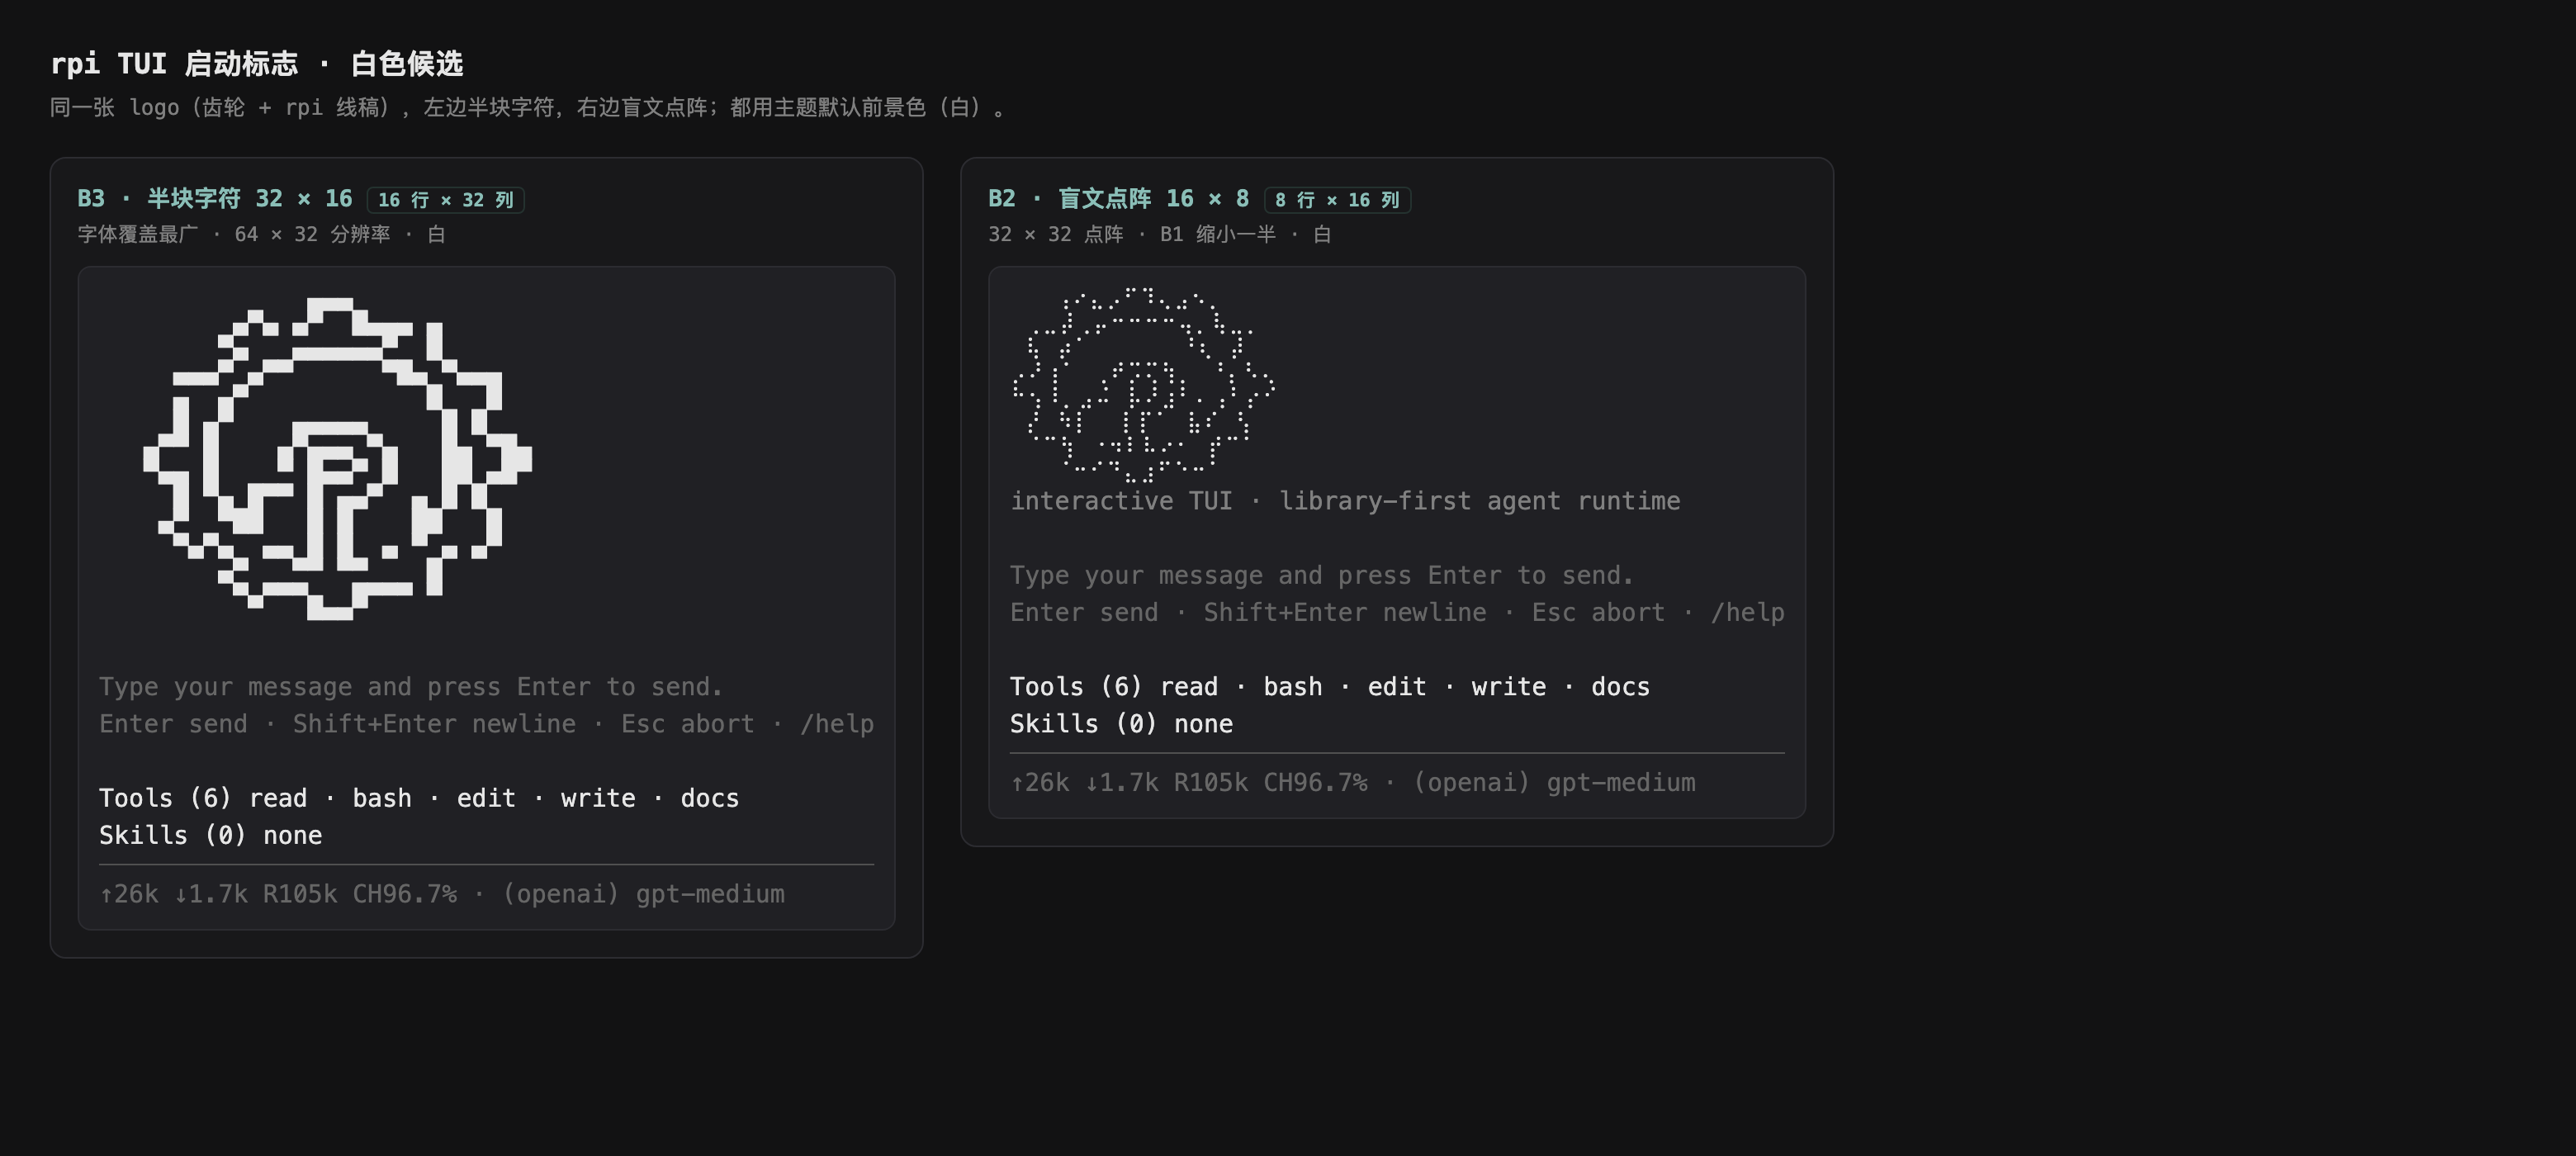 rpi TUI 启动标志 · 白色候选
同一张 logo（齿轮 + rpi 线稿），左边半块字符，右边盲文点阵；都用主题默认前景色（白）。
B3 · 半块字符 32 × 16 16 行 × 32 列
字体覆盖最广 · 64 × 32 分辨率 · 白
Type your message and press Enter to send.
Enter send · Shift+Enter newline · Esc abort · /help
Tools (6) read · bash · edit · write · docs
Skills (0) none
↑26k ↓1.7k R105k CH96.7% · (openai) gpt-medium
B2 · 盲文点阵 16 × 8 8 行 × 16 列
32 × 32 点阵 · B1 缩小一半 · 白
interactive TUI · library-first agent runtime
Type your message and press Enter to send.
Enter send · Shift+Enter newline · Esc abort · /help
Tools (6) read · bash · edit · write · docs
Skills (0) none
↑26k ↓1.7k R105k CH96.7% · (openai) gpt-medium